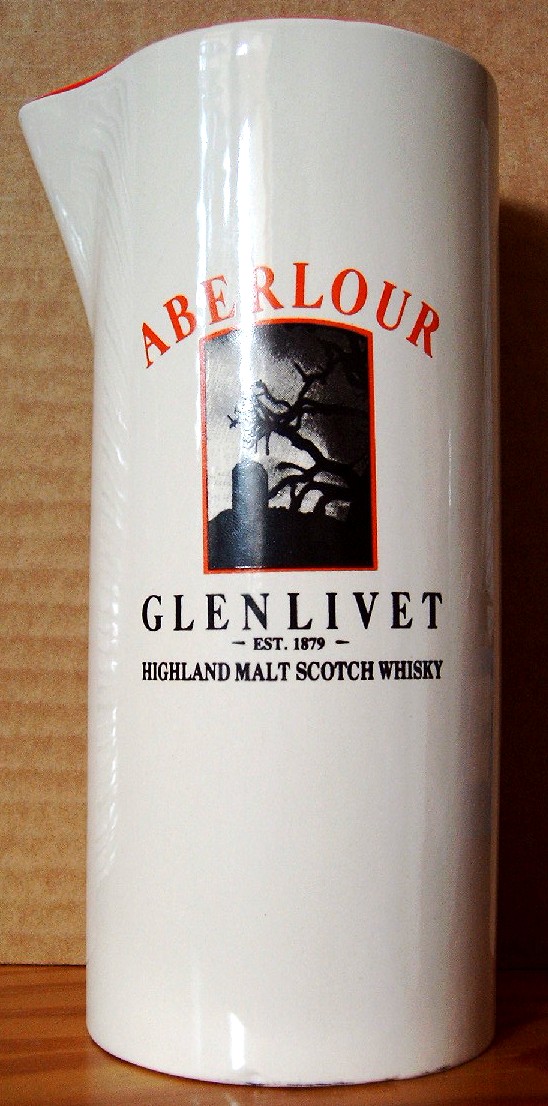 ABERLOUR
GLENLIVET
- EST. 1879 -
HIGHLAND MALT SCOTCH WHISKY